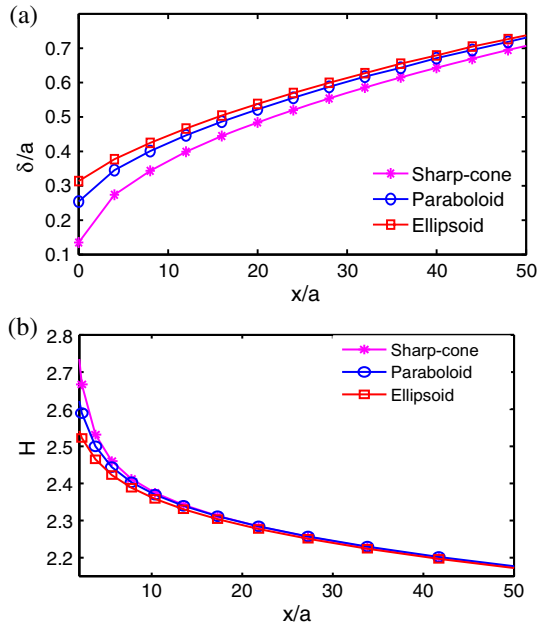 (a)
0.7
0.6
0.5
0.4
0.3
0.2
0.1
δ/a
Sharp-cone
Paraboloid
Ellipsoid
0 10 20 30 40 50
x/a
(b)
2.8
2.7
2.6
2.5
2.4
2.3
2.2
H
Sharp-cone
Paraboloid
Ellipsoid
10 20 30 40 50
x/a